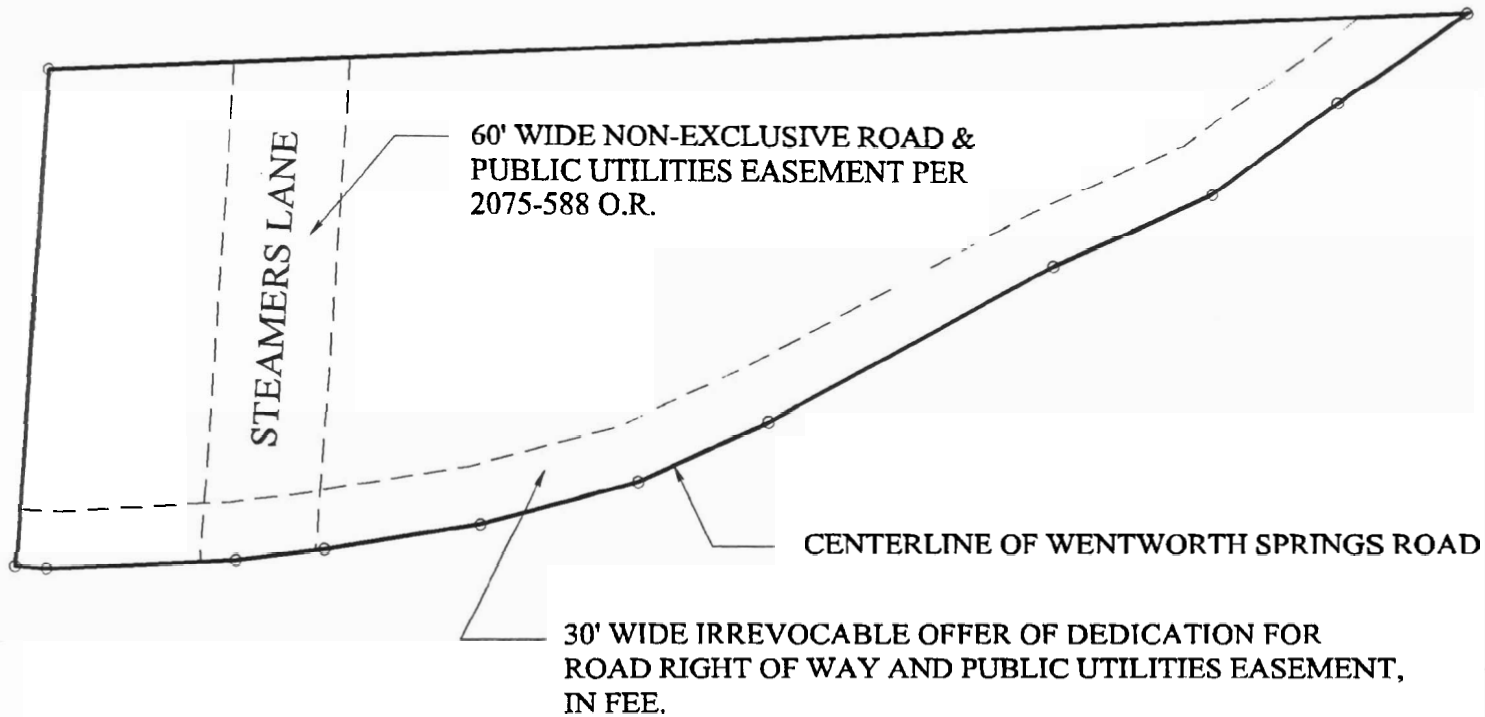 60' WIDE NON-EXCLUSIVE ROAD &
PUBLIC UTILITIES EASEMENT PER
2075-588 O.R.
STEAMERS LANE
CENTERLINE OF WENTWORTH SPRINGS ROAD
30' WIDE IRREVOCABLE OFFER OF DEDICATION FOR
ROAD RIGHT OF WAY AND PUBLIC UTILITIES EASEMENT,
IN FEE.